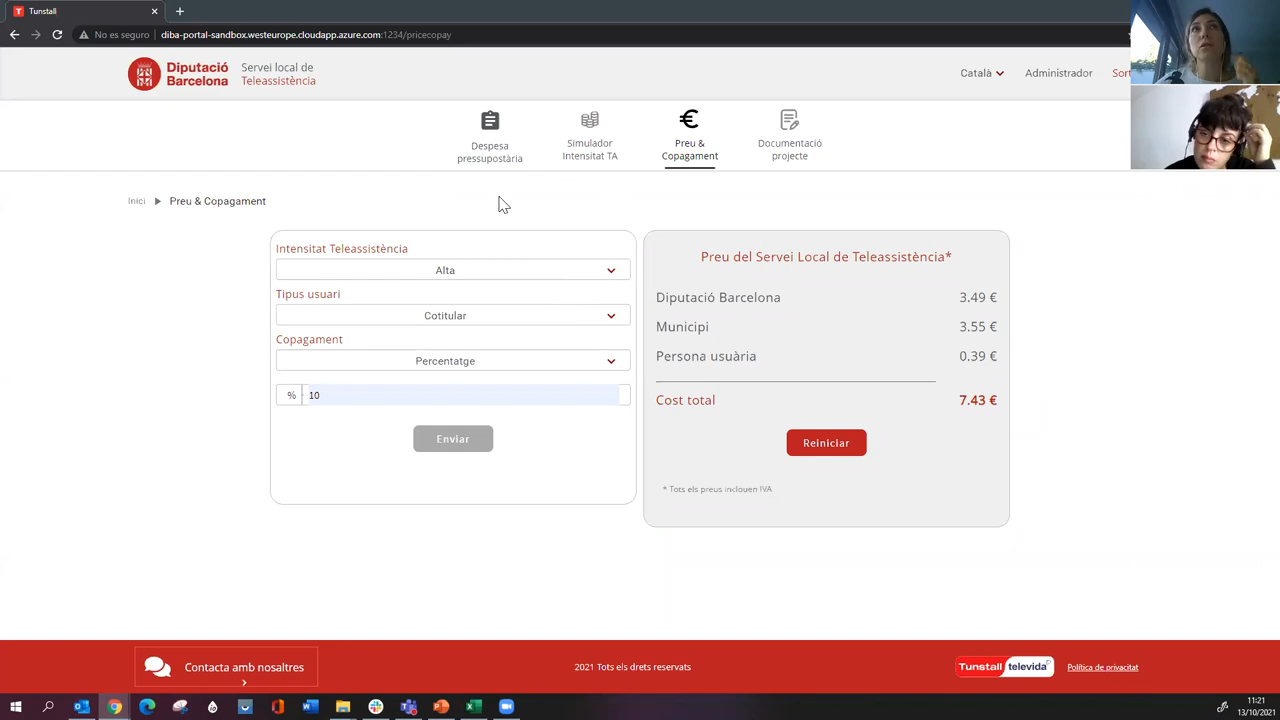 Tunstall
No es seguro
diba-portal-sandbox.westeurope.cloudapp.azure.com:1234/pricecopay
Diputació
Barcelona
Servei local de
Teleassistència
Català
Administrador
Sort
Despesa
pressupostària
Simulador
Intensitat TA
€
Preu &
Copagament
Documentació
projecte
Inici
Preu & Copagament
Intensitat Teleassistència
Alta
Tipus usuari
Cotitular
Copagament
Percentatge
% 10
Enviar
Preu del Servei Local de Teleassistència*
Diputació Barcelona 3.49 €
Municipi 3.55 €
Persona usuària 0.39 €
Cost total 7.43 €
Reiniciar
* Tots els preus inclouen IVA
Contacta amb nosaltres
2021 Tots els drets reservats
Tunstall televida
Política de privacitat
11:21
13/10/2021